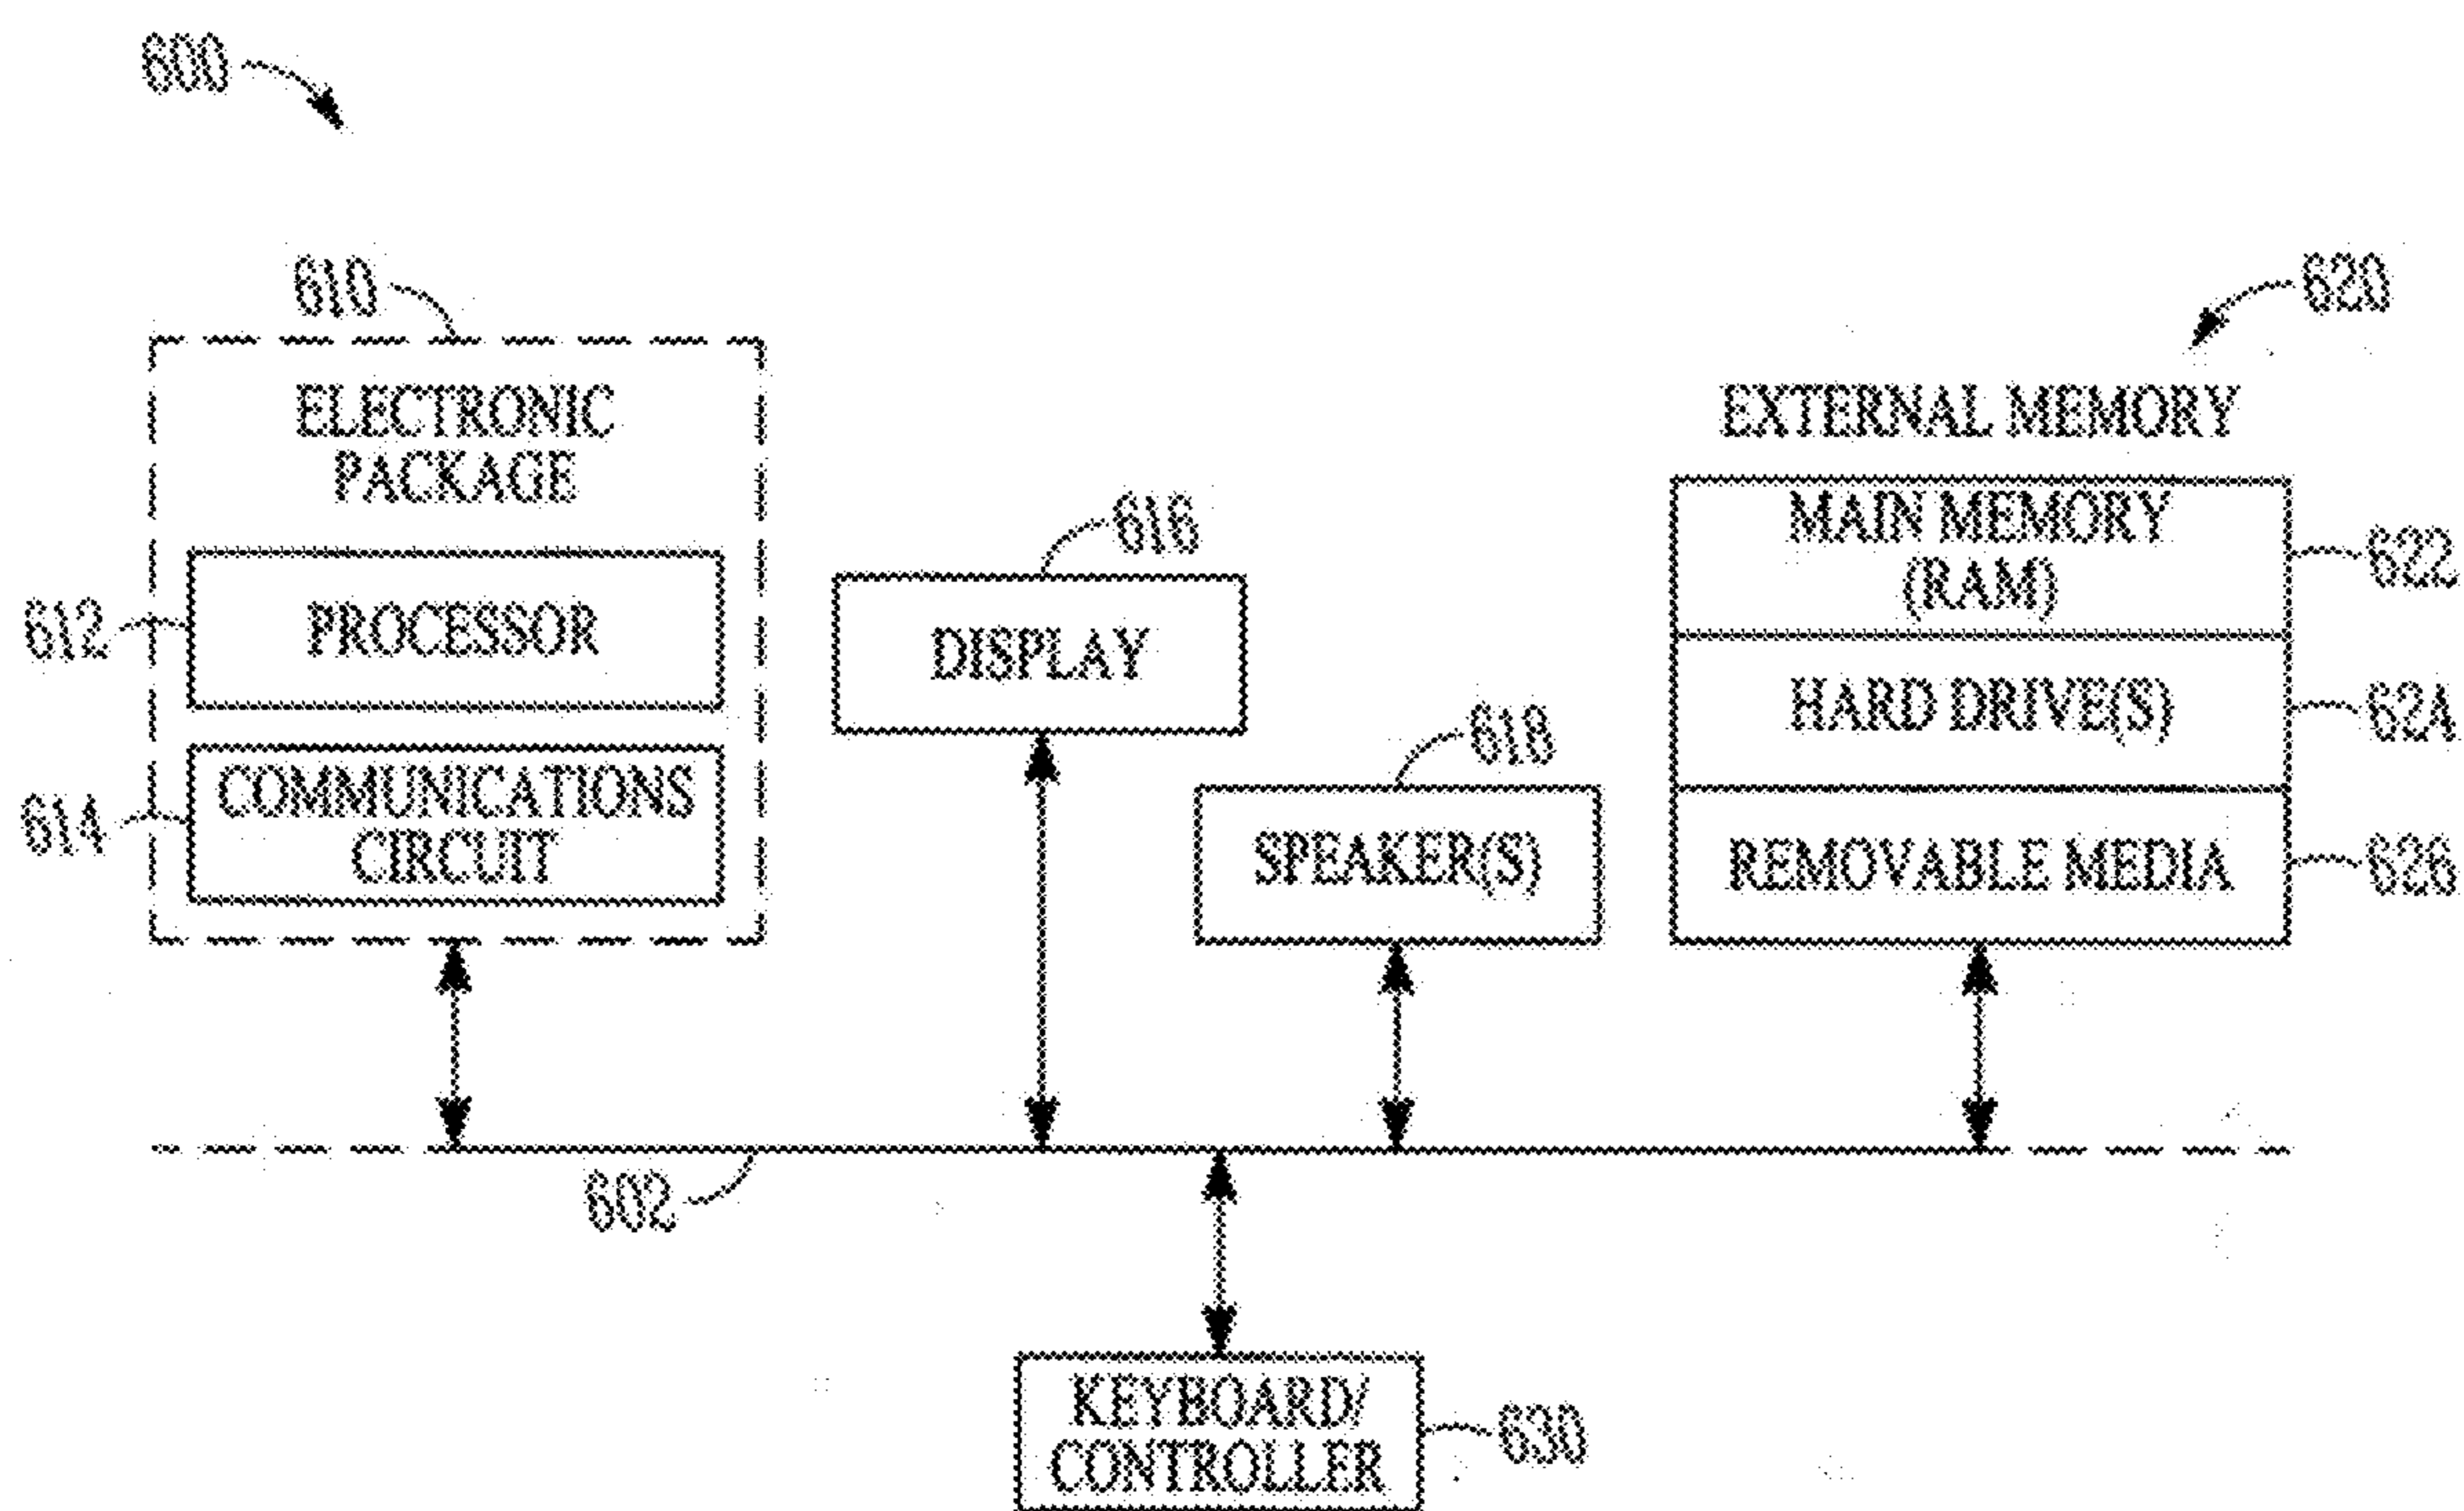 600
610
620
ELECTRONIC
PACKAGE
EXTERNAL MEMORY
616
MAIN MEMORY
(RAM)
622
612
PROCESSOR
DISPLAY
HARD DRIVE(S)
62A
618
614
COMMUNICATIONS
CIRCUIT
SPEAKER(S)
REMOVABLE MEDIA
626
602
KEYBOARD/
CONTROLLER
630